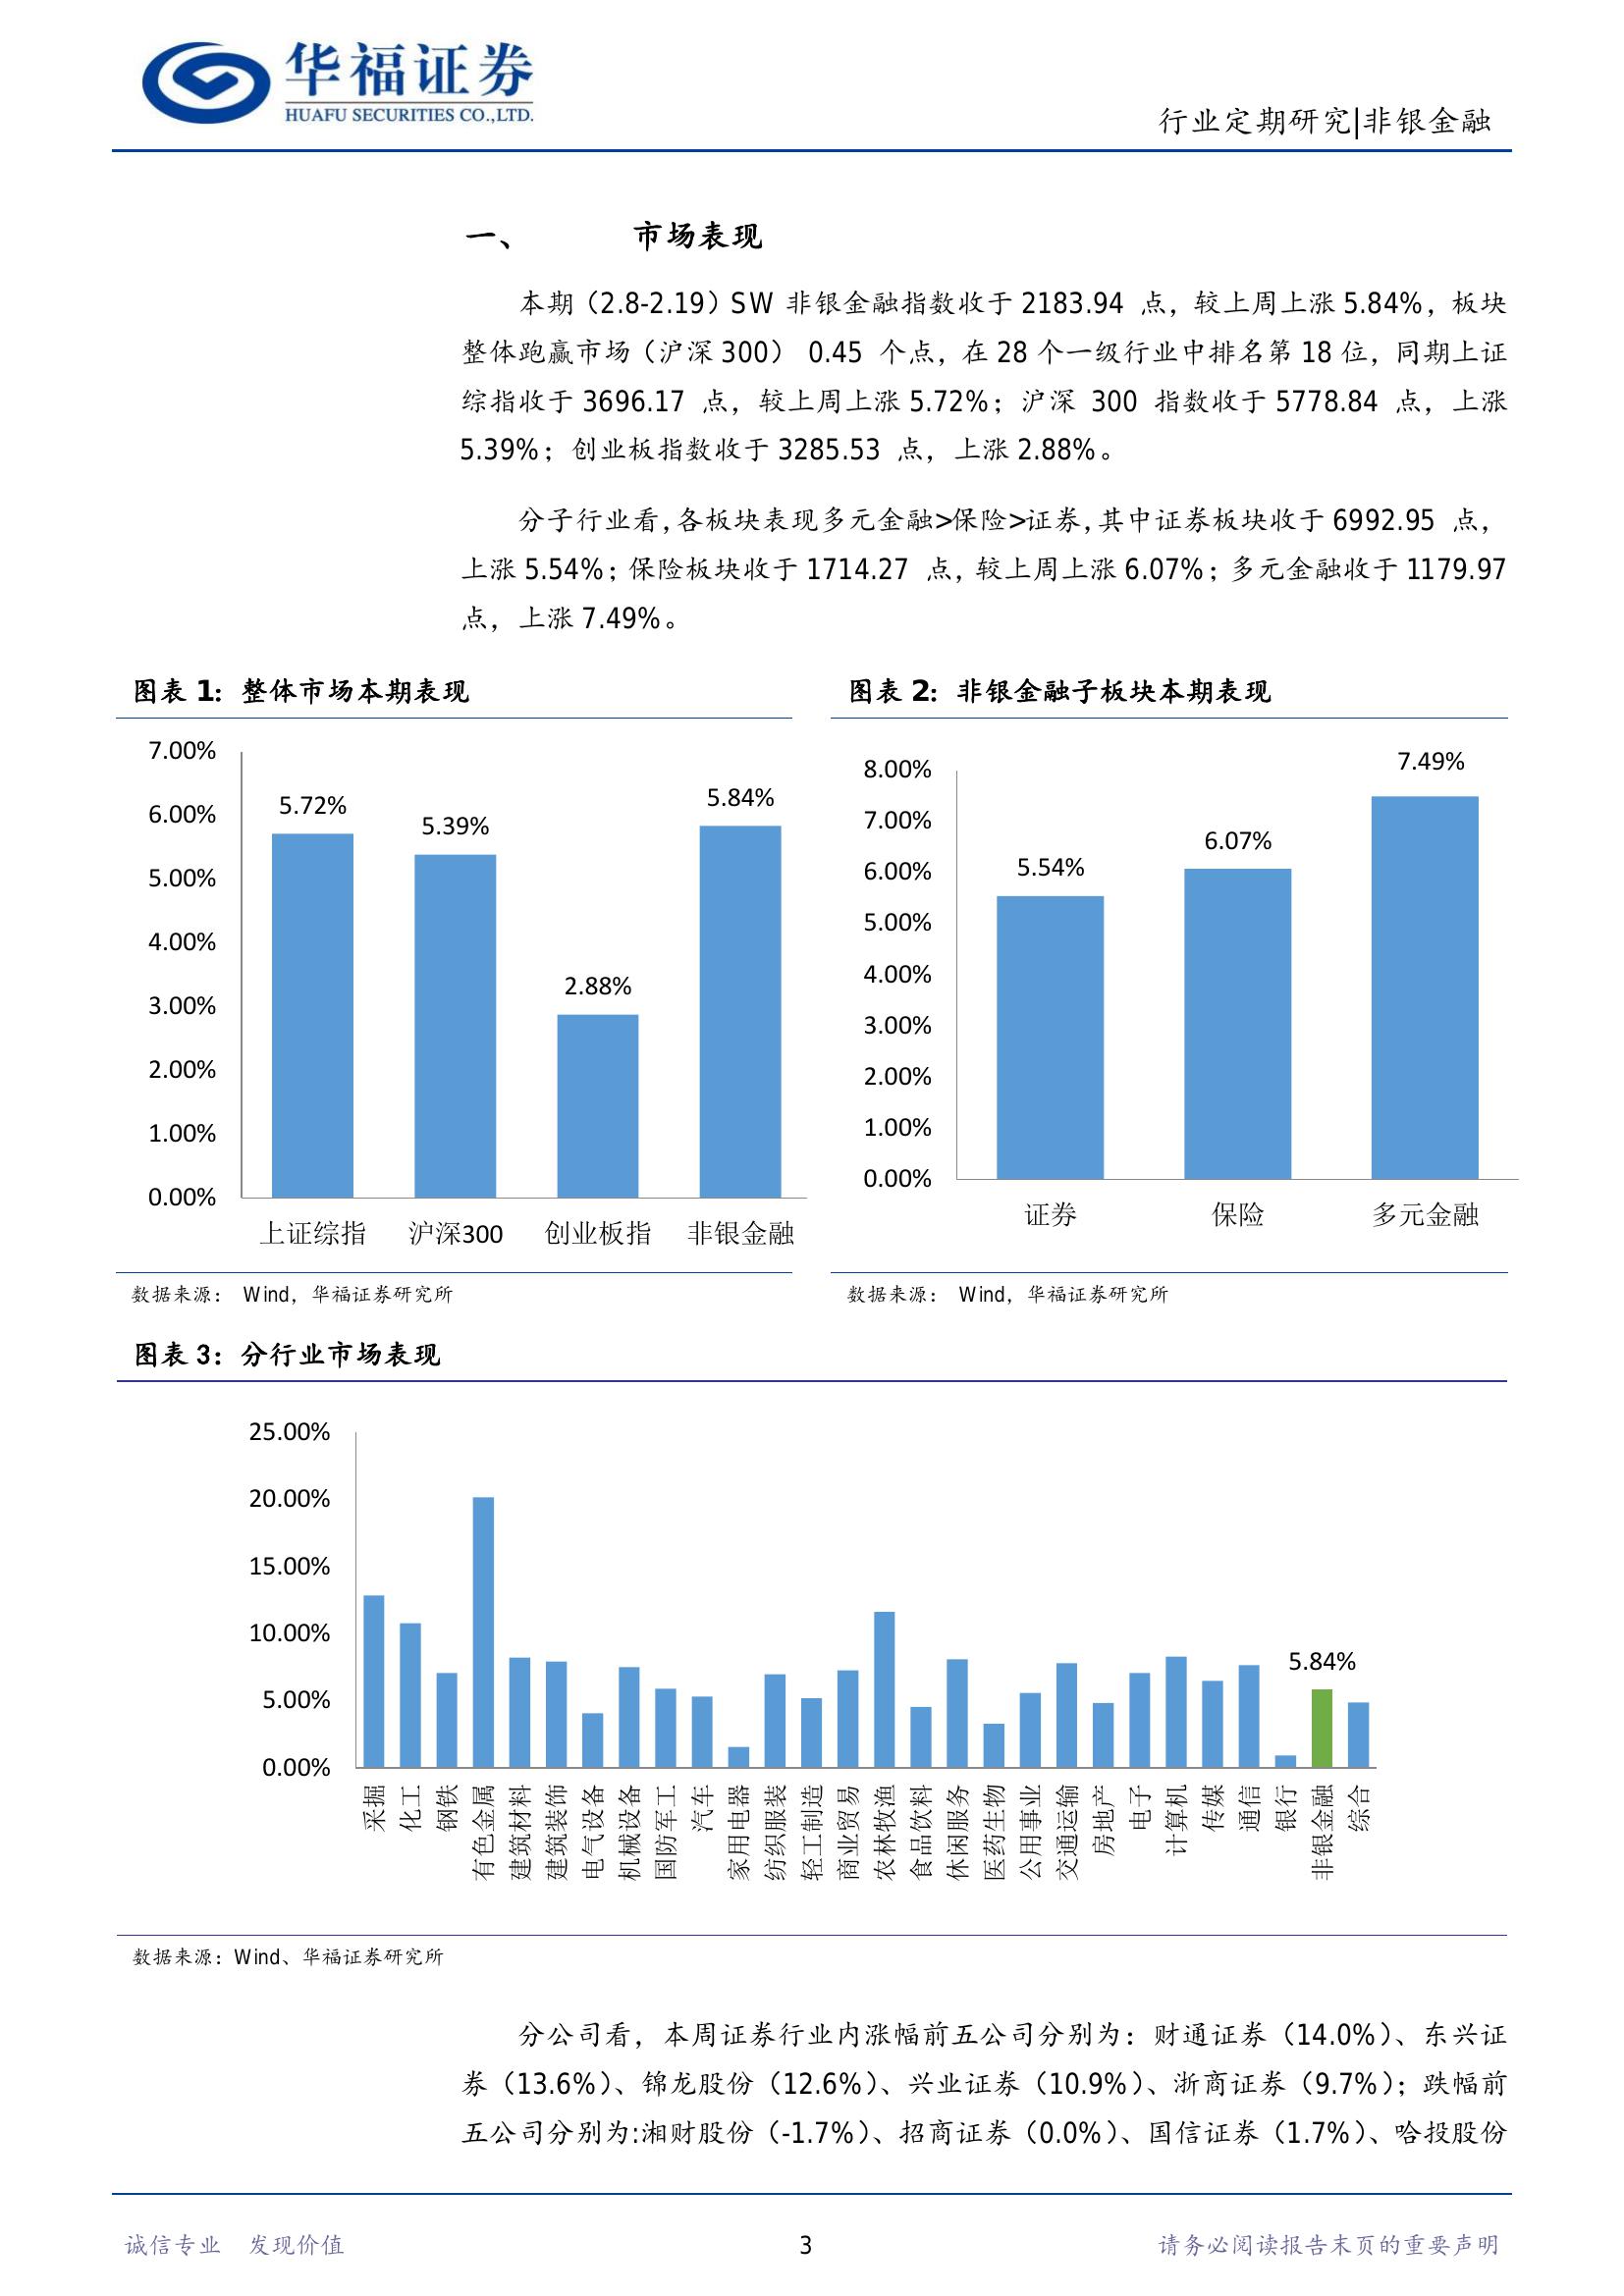 华福证券
HUAFU SECURITIES CO.,LTD.
行业定期研究|非银金融
一、 市场表现
本期（2.8-2.19）SW 非银金融指数收于 2183.94 点，较上周上涨 5.84%，板块
整体跑赢市场（沪深 300） 0.45 个点，在 28 个一级行业中排名第 18 位，同期上证
综指收于 3696.17 点，较上周上涨 5.72%；沪深 300 指数收于 5778.84 点，上涨
5.39%；创业板指数收于 3285.53 点，上涨 2.88%。
分子行业看，各板块表现多元金融>保险>证券，其中证券板块收于 6992.95 点，
上涨 5.54%；保险板块收于 1714.27 点，较上周上涨 6.07%；多元金融收于 1179.97
点，上涨 7.49%。
图表 1：整体市场本期表现
7.00%
6.00%
5.00%
4.00%
3.00%
2.00%
1.00%
0.00%
5.72%
5.39%
2.88%
5.84%
上证综指 沪深300 创业板指 非银金融
数据来源： Wind，华福证券研究所
图表 2：非银金融子板块本期表现
8.00%
7.00%
6.00%
5.00%
4.00%
3.00%
2.00%
1.00%
0.00%
5.54%
6.07%
7.49%
证券 保险 多元金融
数据来源： Wind，华福证券研究所
图表 3：分行业市场表现
25.00%
20.00%
15.00%
10.00%
5.00%
0.00%
5.84%
采掘
化工
钢铁
有色金属
建筑材料
建筑装饰
电气设备
机械设备
国防军工
汽车
家用电器
纺织服装
轻工制造
商业贸易
农林牧渔
食品饮料
休闲服务
医药生物
公用事业
交通运输
房地产
电子
计算机
传媒
通信
银行
非银金融
综合
数据来源：Wind、华福证券研究所
分公司看，本周证券行业内涨幅前五公司分别为：财通证券（14.0%）、东兴证
券（13.6%）、锦龙股份（12.6%）、兴业证券（10.9%）、浙商证券（9.7%）；跌幅前
五公司分别为:湘财股份（-1.7%）、招商证券（0.0%）、国信证券（1.7%）、哈投股份
诚信专业 发现价值
3
请务必阅读报告末页的重要声明